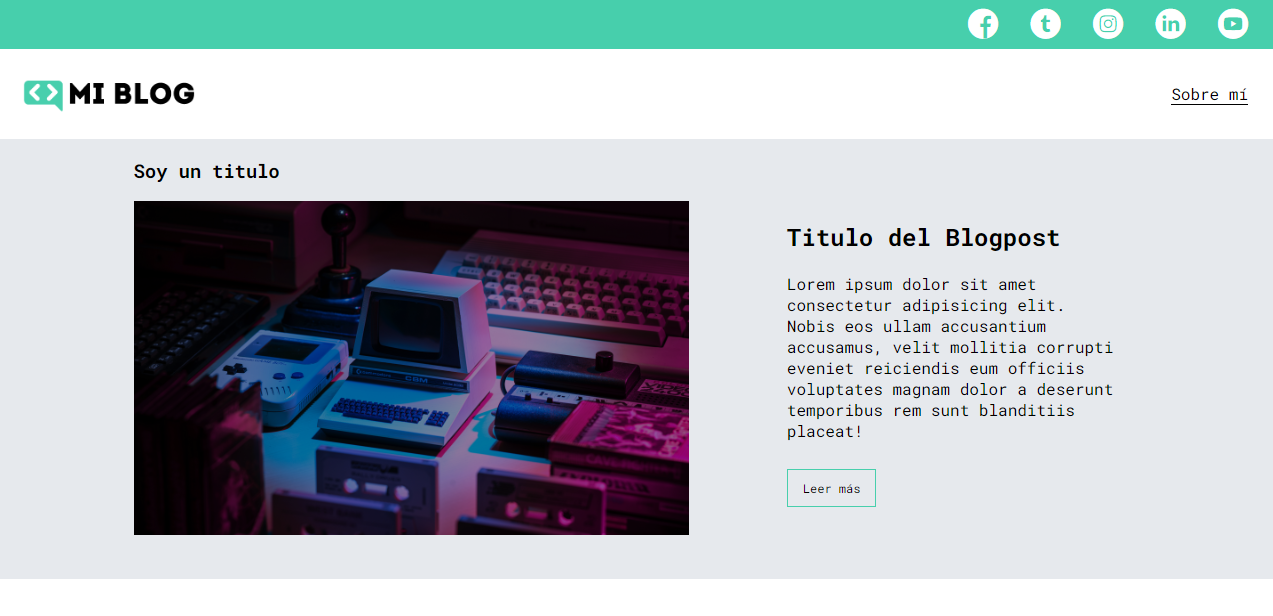 MI BLOG
Sobre mí
Soy un titulo
CBM
Titulo del Blogpost
Lorem ipsum dolor sit amet
consectetur adipisicing elit.
Nobis eos ullam accusantium
accusamus, velit mollitia corrupti
eveniet reiciendis eum officiis
voluptates magnam dolor a deserunt
temporibus rem sunt blanditiis
placeat!
Leer más